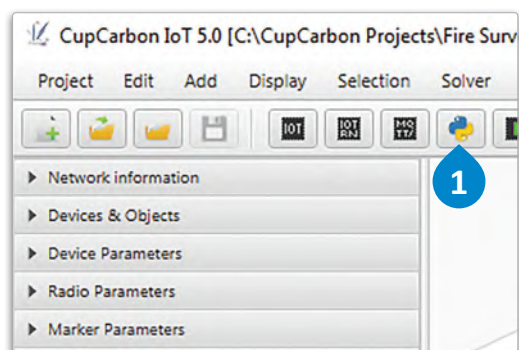 CupCarbon IoT 5.0 [C:\CupCarbon Projects\Fire Surv
Project Edit Add Display Selection Solver
IOT IOT RN MQ TT/
1
Network information
Devices & Objects
Device Parameters
Radio Parameters
Marker Parameters